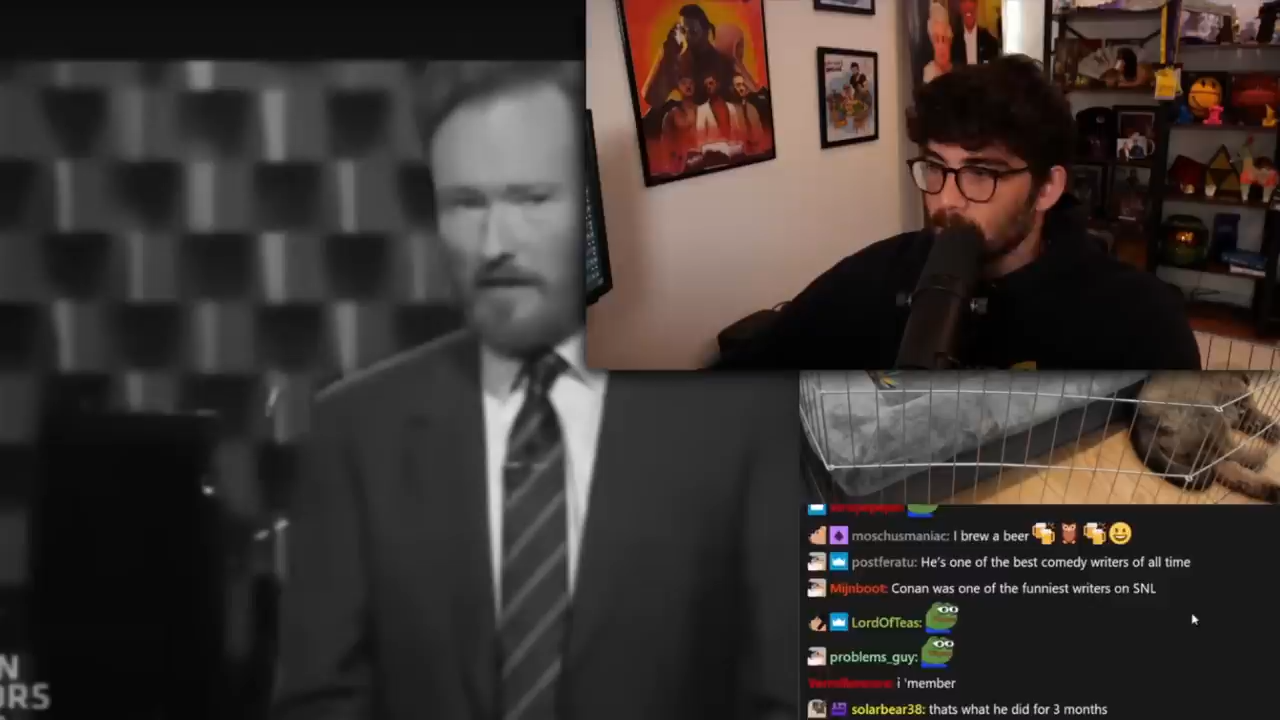 N
ORS
moschusmaniac: I brew a beer
postferatu: He's one of the best comedy writers of all time
Mijnboot: Conan was one of the funniest writers on SNL
LordOfTeas:
problems_guy:
i 'member
solarbear38: thats what he did for 3 months